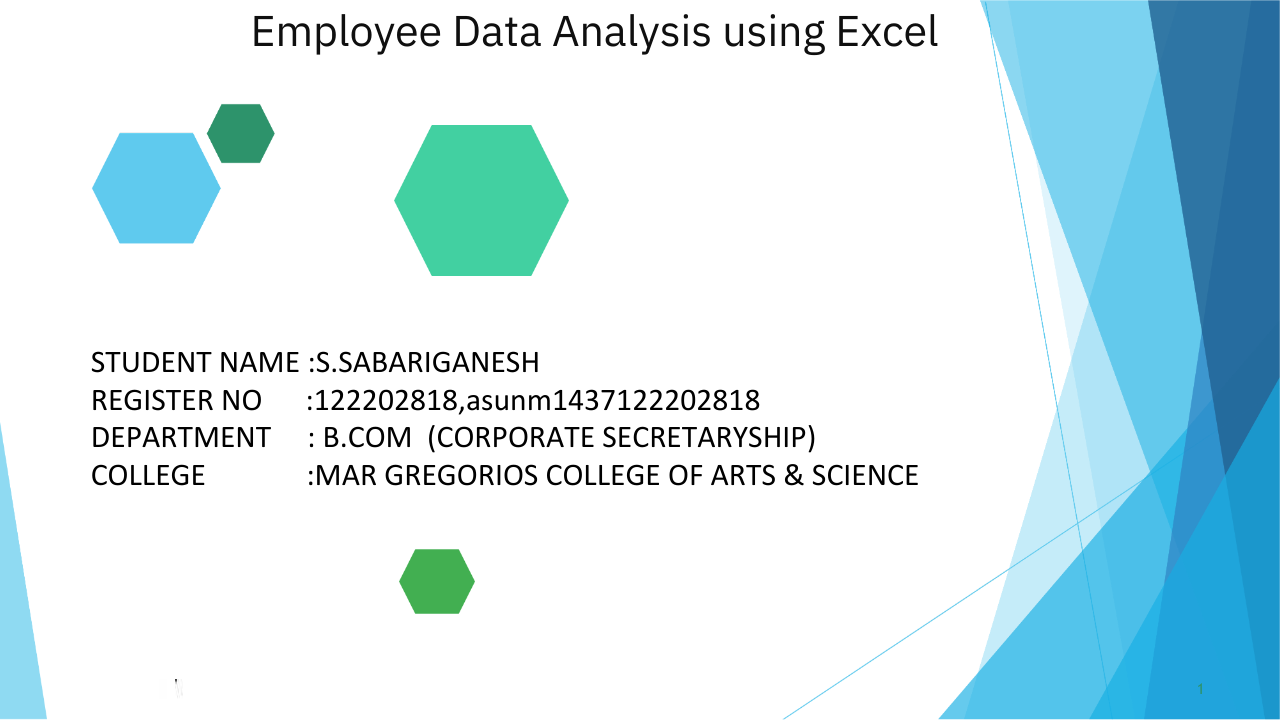 Employee Data Analysis using Excel
STUDENT NAME :S.SABARIGANESH
REGISTER NO :122202818,asunm1437122202818
DEPARTMENT : B.COM (CORPORATE SECRETARYSHIP)
COLLEGE :MAR GREGORIOS COLLEGE OF ARTS & SCIENCE
1